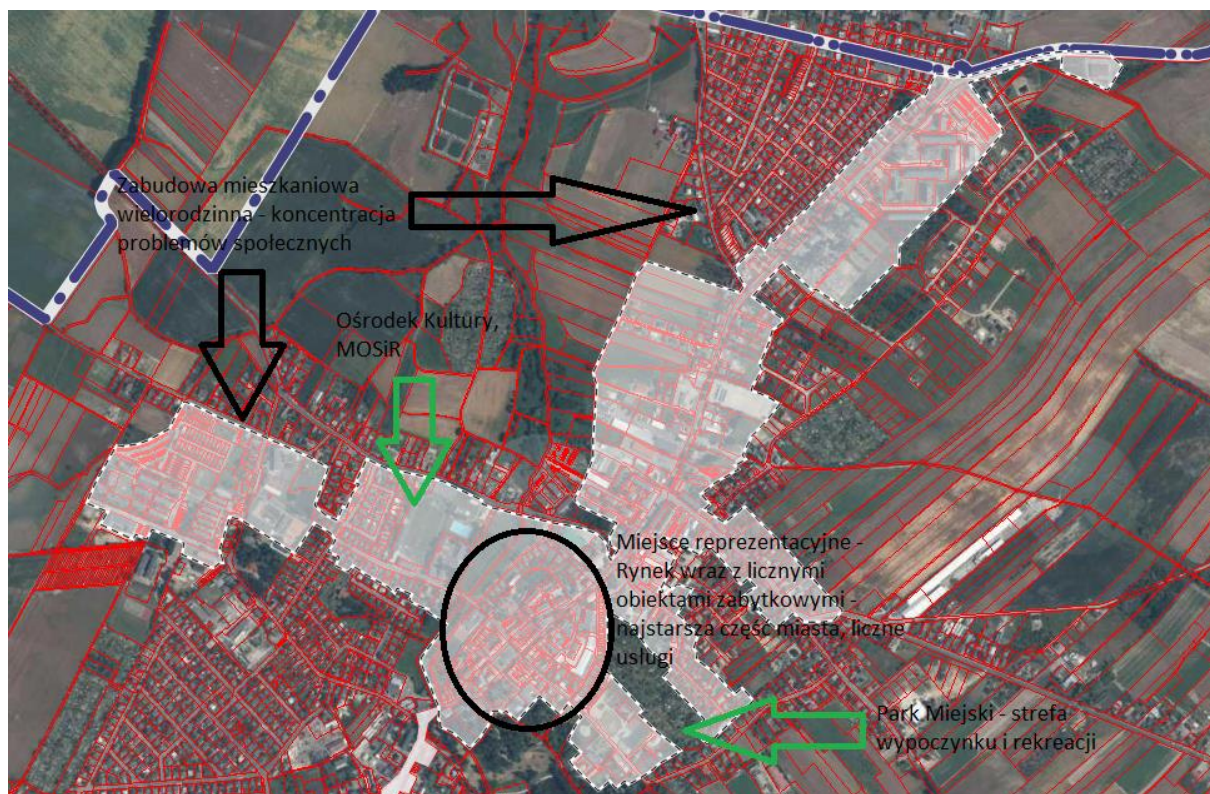 Zabudowa mieszkaniowa
wielorodzinna - koncentracja
problemów społecznych
Ośrodek Kultury,
MOSiR
Miejsce reprezentacyjne -
Rynek wraz z licznymi
obiektami zabytkowymi -
najstarsza część miasta, liczne
usługi
Park Miejski - strefa
wypoczynku i rekreacji